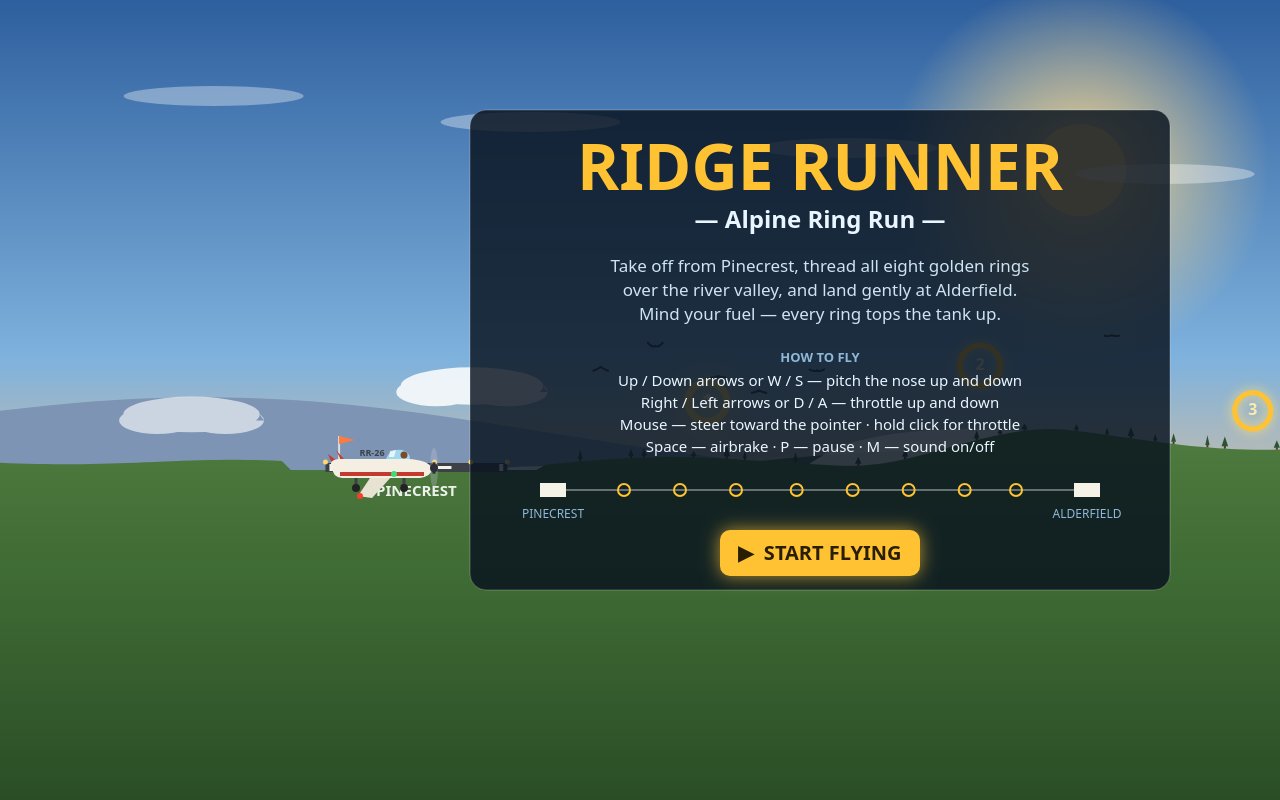 RIDGE RUNNER
— Alpine Ring Run —
Take off from Pinecrest, thread all eight golden rings
over the river valley, and land gently at Alderfield.
Mind your fuel — every ring tops the tank up.
HOW TO FLY
Up / Down arrows or W / S — pitch the nose up and down
Right / Left arrows or D / A — throttle up and down
Mouse — steer toward the pointer · hold click for throttle
Space — airbrake · P — pause · M — sound on/off
PINECREST
ALDERFIELD
▶ START FLYING
RR-26
PINECREST
2
3